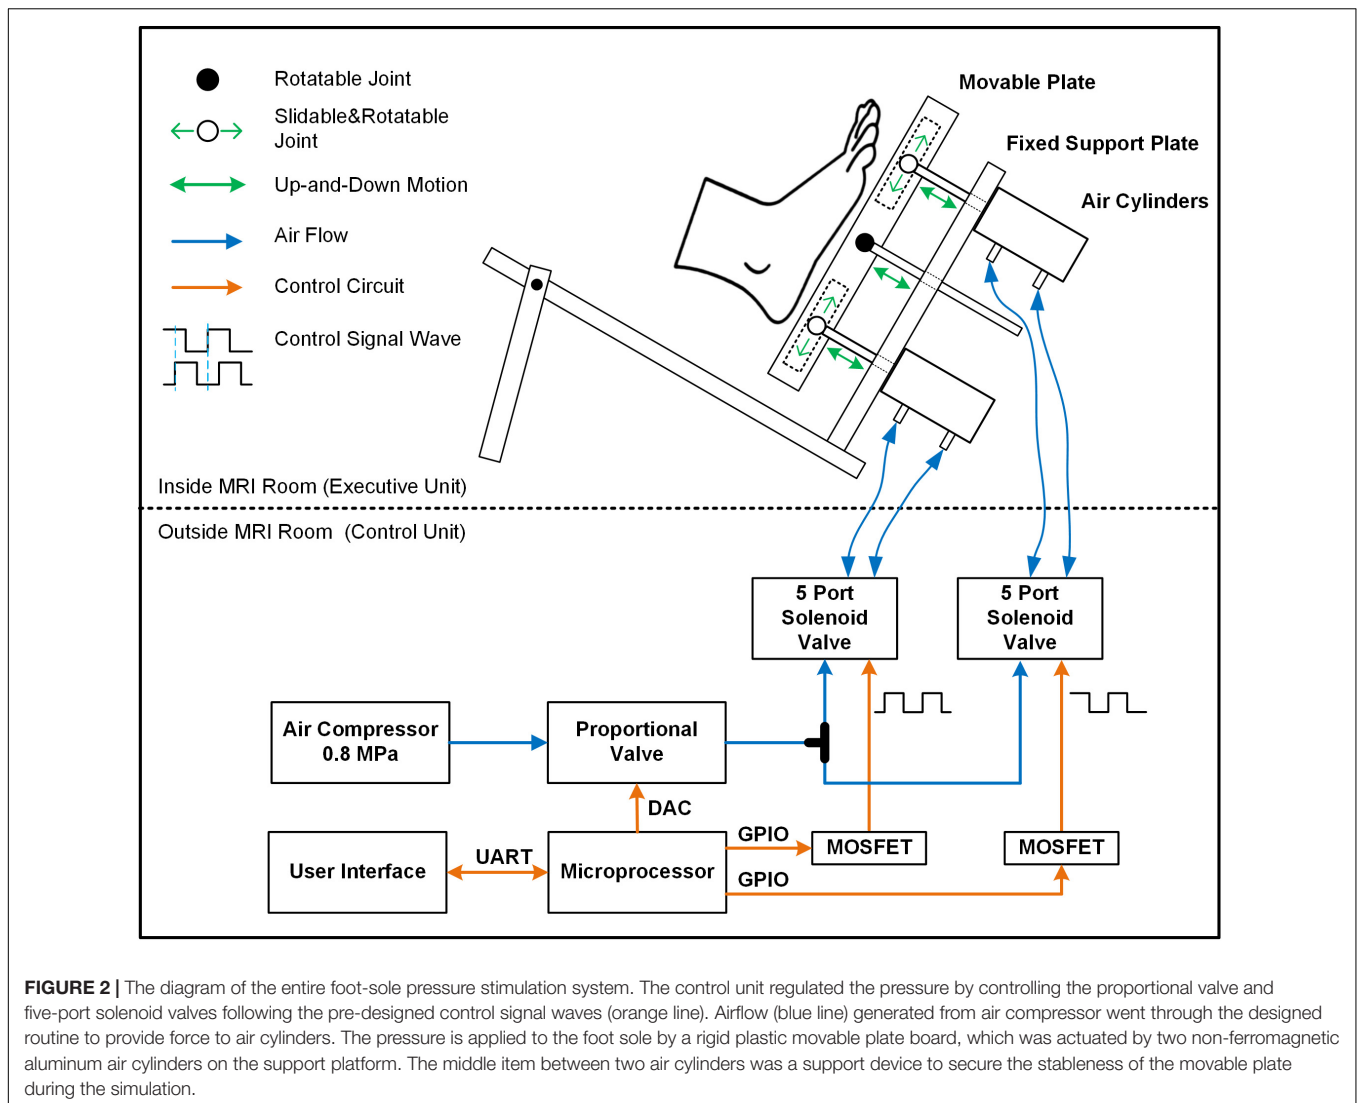 Rotatable Joint
Slidable&Rotatable
Joint
Up-and-Down Motion
Air Flow
Control Circuit
Control Signal Wave
Movable Plate
Fixed Support Plate
Air Cylinders
Inside MRI Room (Executive Unit)
Outside MRI Room (Control Unit)
5 Port
Solenoid
Valve
5 Port
Solenoid
Valve
Air Compressor
0.8 MPa
Proportional
Valve
DAC
User Interface
UART
Microprocessor
GPIO
GPIO
MOSFET
MOSFET
FIGURE 2 | The diagram of the entire foot-sole pressure stimulation system. The control unit regulated the pressure by controlling the proportional valve and
five-port solenoid valves following the pre-designed control signal waves (orange line). Airflow (blue line) generated from air compressor went through the designed
routine to provide force to air cylinders. The pressure is applied to the foot sole by a rigid plastic movable plate board, which was actuated by two non-ferromagnetic
aluminum air cylinders on the support platform. The middle item between two air cylinders was a support device to secure the stableness of the movable plate
during the simulation.